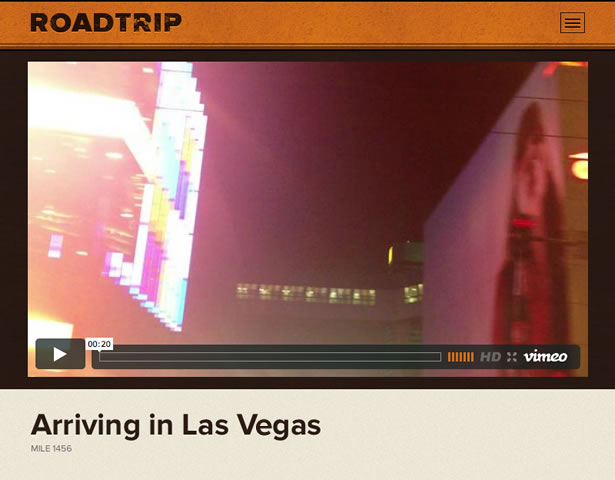 ROADTRIP
00:20
HD
vimeo
Arriving in Las Vegas
MILE 1456